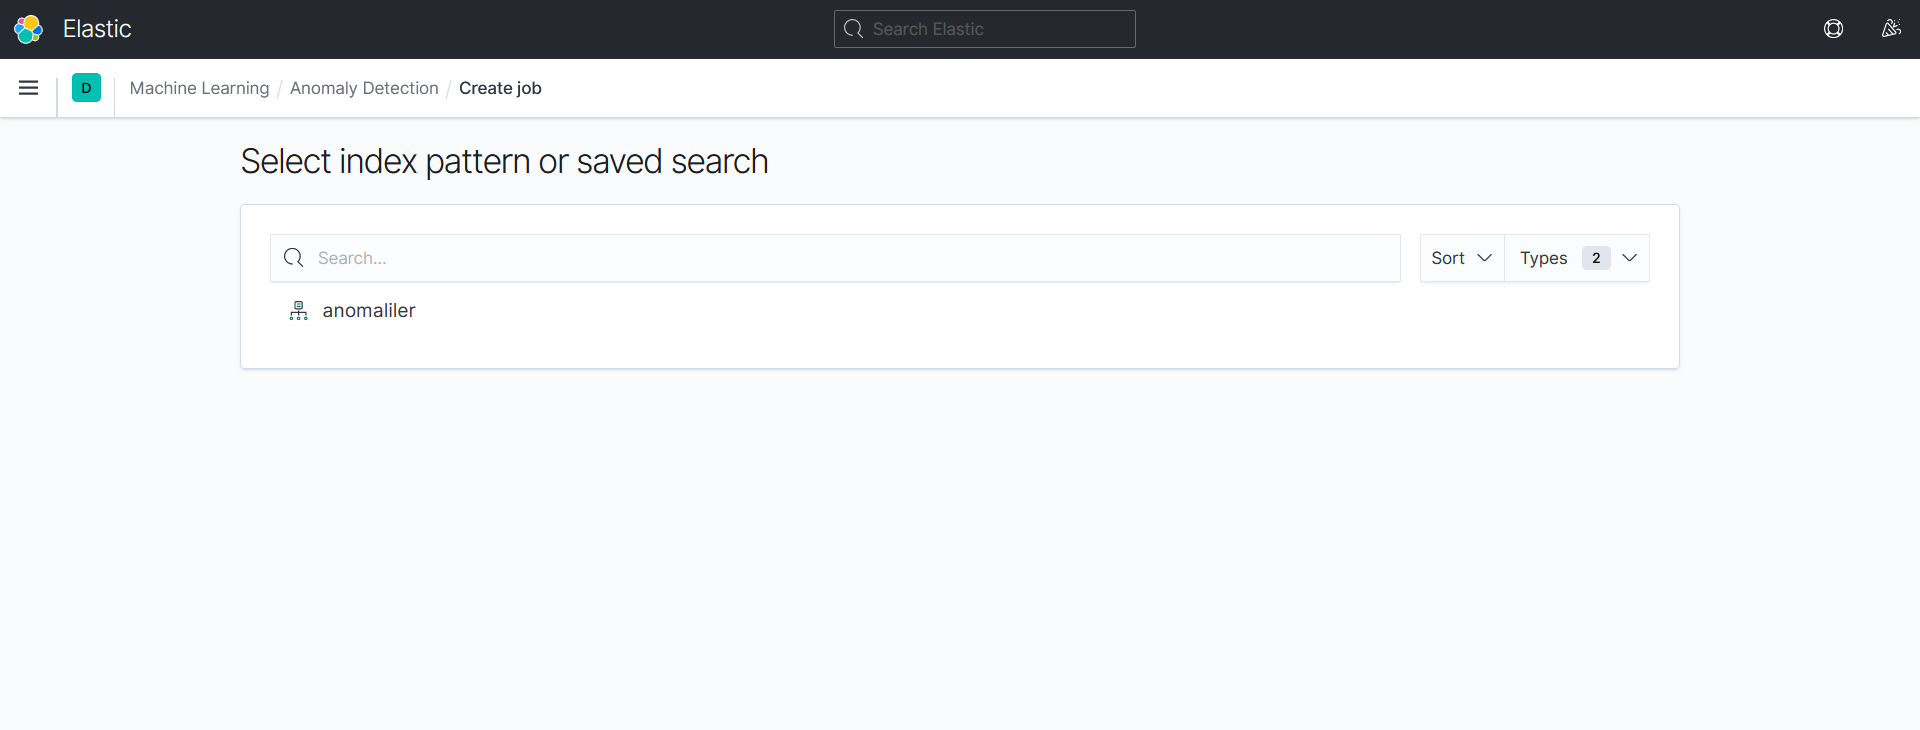 Elastic
Search Elastic
D
Machine Learning / Anomaly Detection / Create job
Select index pattern or saved search
Search...
Sort
Types 2
anomaliler